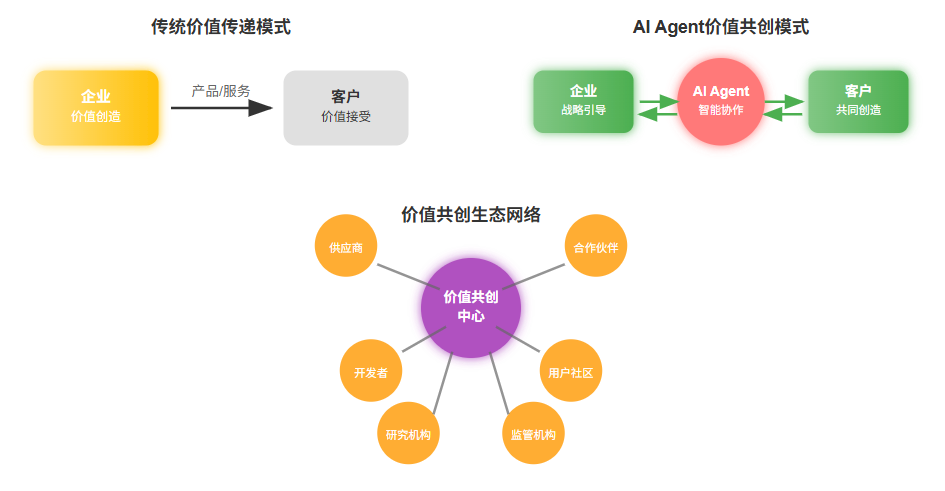 传统价值传递模式
AI Agent价值共创模式
企业
价值创造
产品/服务
客户
价值接受
企业
战略引导
AI Agent
智能协作
客户
共同创造
价值共创生态网络
供应商
合作伙伴
价值共创
中心
开发者
用户社区
研究机构
监管机构